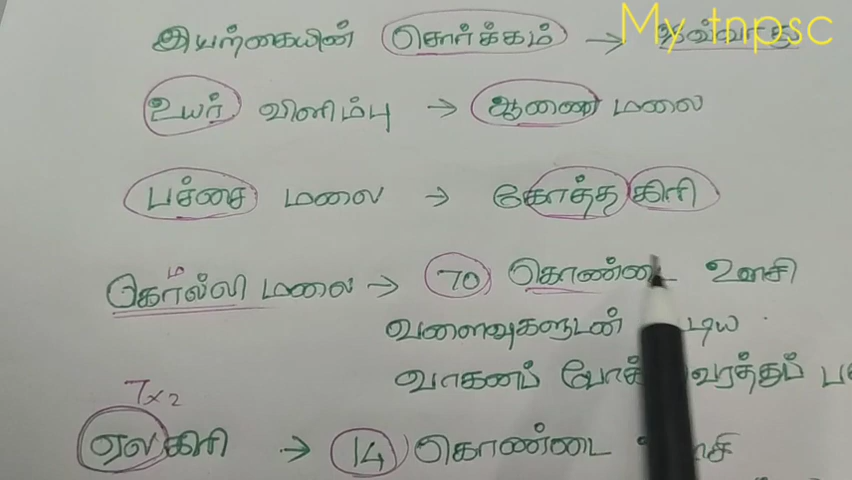 My tnpsc
இயற்கையின் சொர்க்கம் →
உயர் விளிம்பு → ஆனை மலை
பச்சை மலை → கோத்தகிரி
ம்
கொல்லி மலை → 70 கொண்டை ஊசி
வளைவுகளுடன்
வாகனப்
7x2
ஏலகிரி → 14 கொண்டை